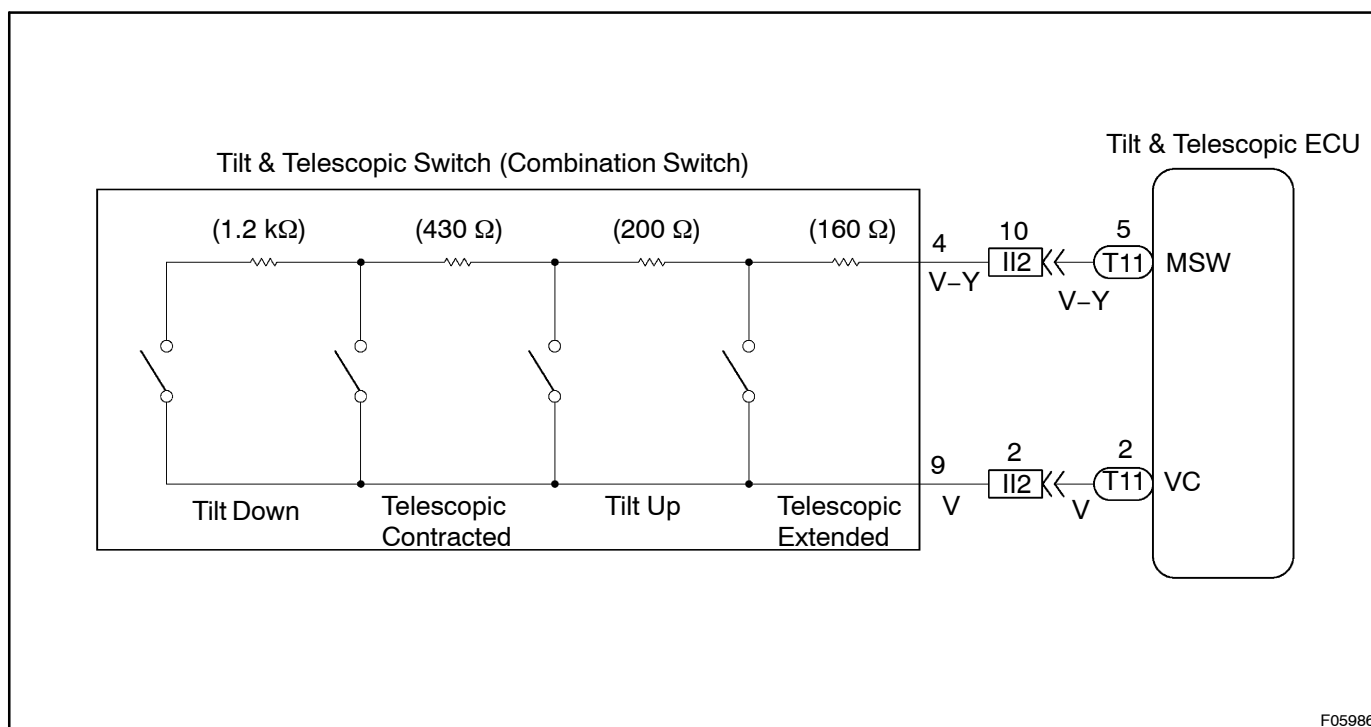 Tilt & Telescopic ECU
Tilt & Telescopic Switch (Combination Switch)
(1.2 kΩ) (430 Ω) (200 Ω) (160 Ω)
4 10 5
II2 T11 MSW
V−Y V−Y
9 2 2
II2 T11 VC
V V
Tilt Down Telescopic Contracted Tilt Up Telescopic Extended
F05986